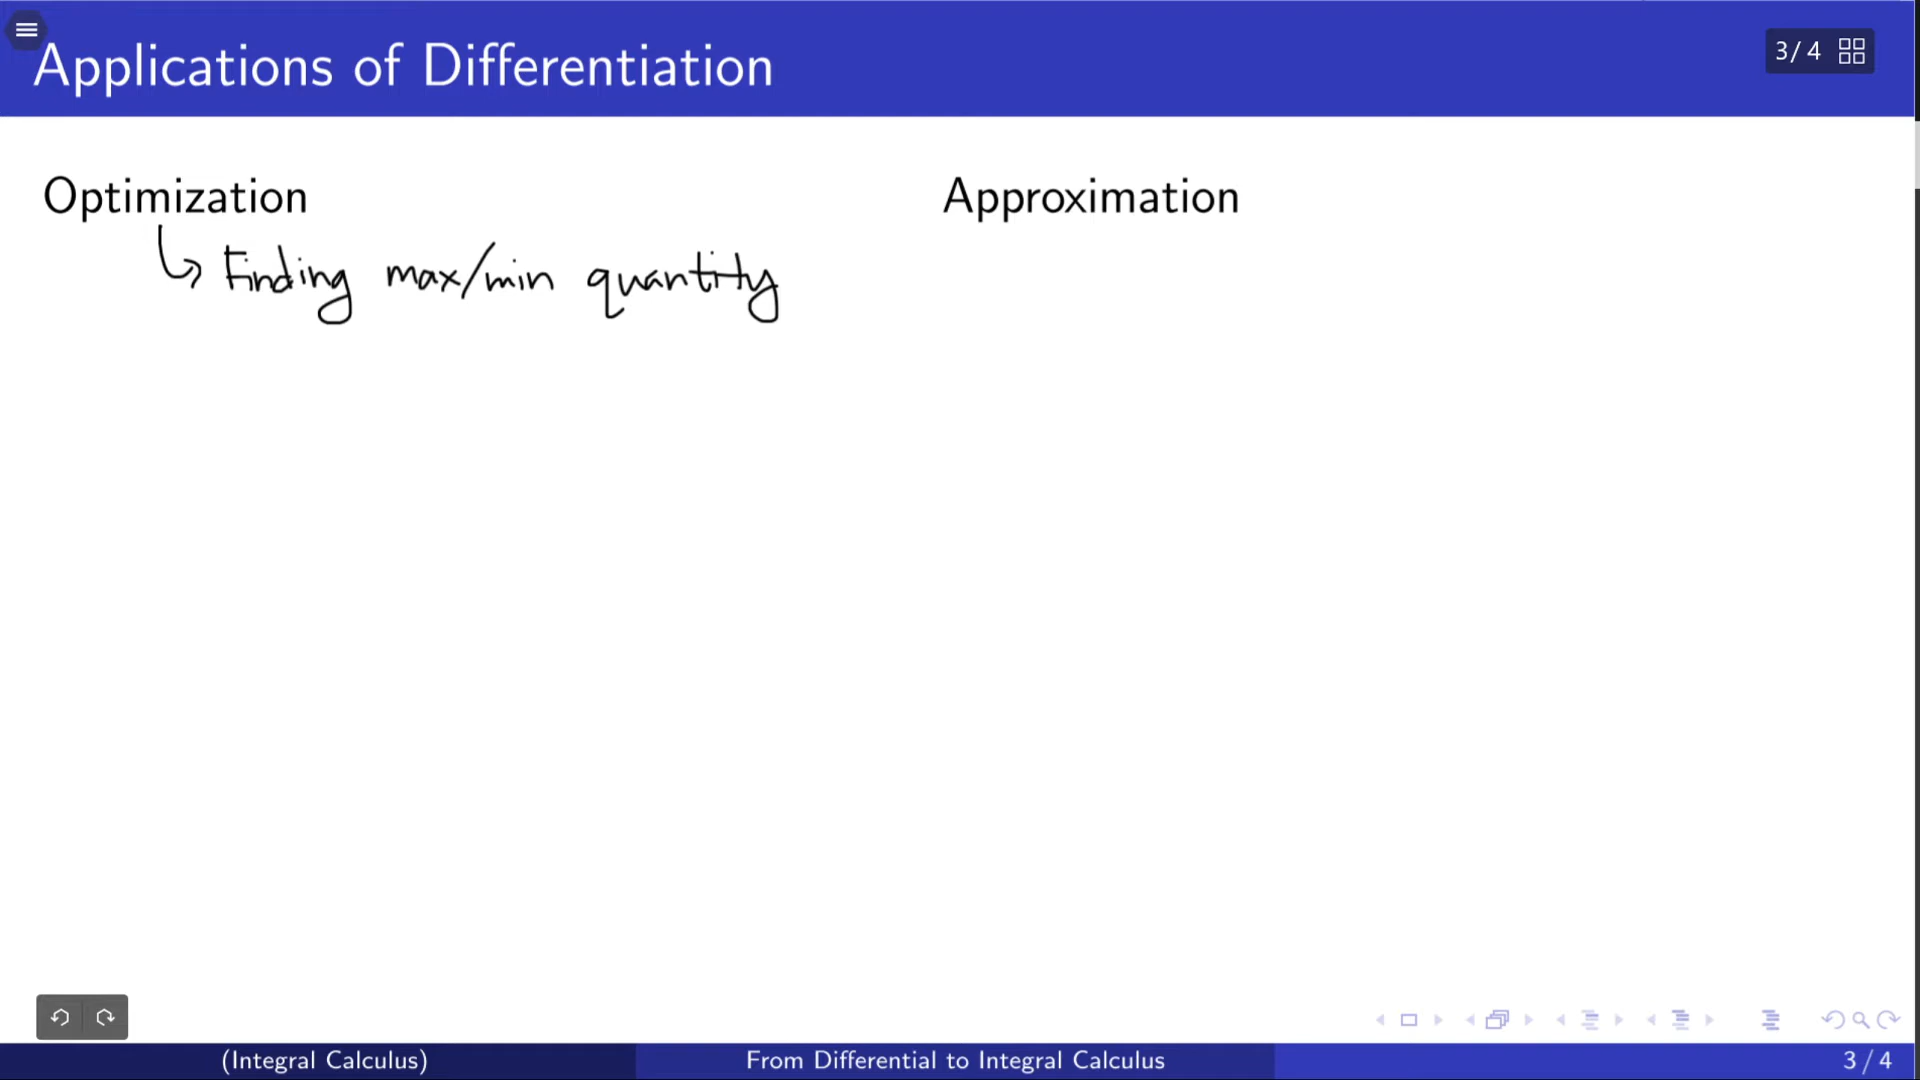 Applications of Differentiation
3/4
Optimization
Approximation
Finding max/min quantity
(Integral Calculus)
From Differential to Integral Calculus
3 / 4